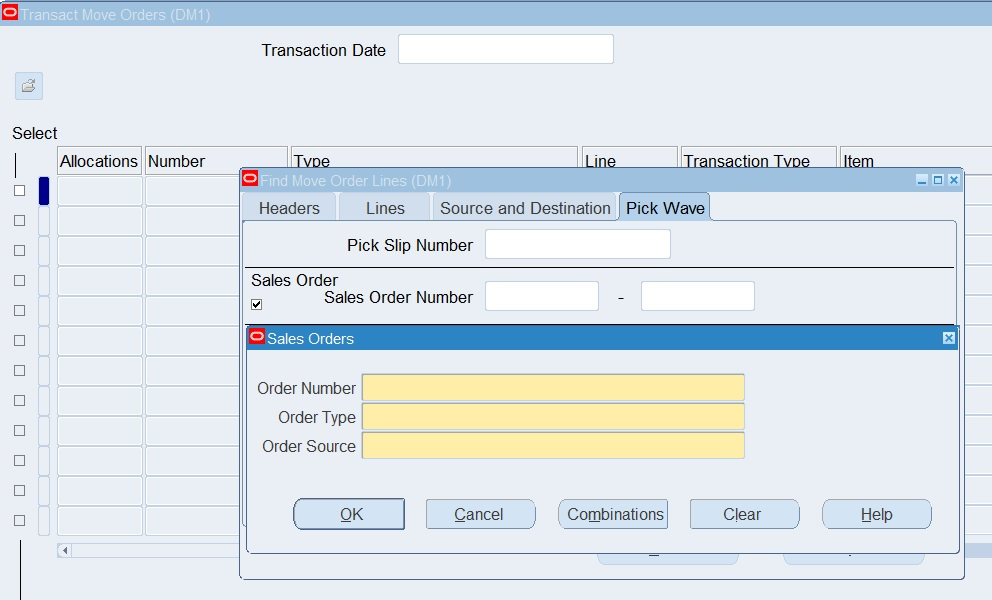 Transact Move Orders (DM1)
Transaction Date
Select
Allocations Number Type Line Transaction Type Item
Find Move Order Lines (DM1)
Headers Lines Source and Destination Pick Wave
Pick Slip Number
Sales Order
Sales Order Number -
Sales Orders
Order Number
Order Type
Order Source
OK Cancel Combinations Clear Help